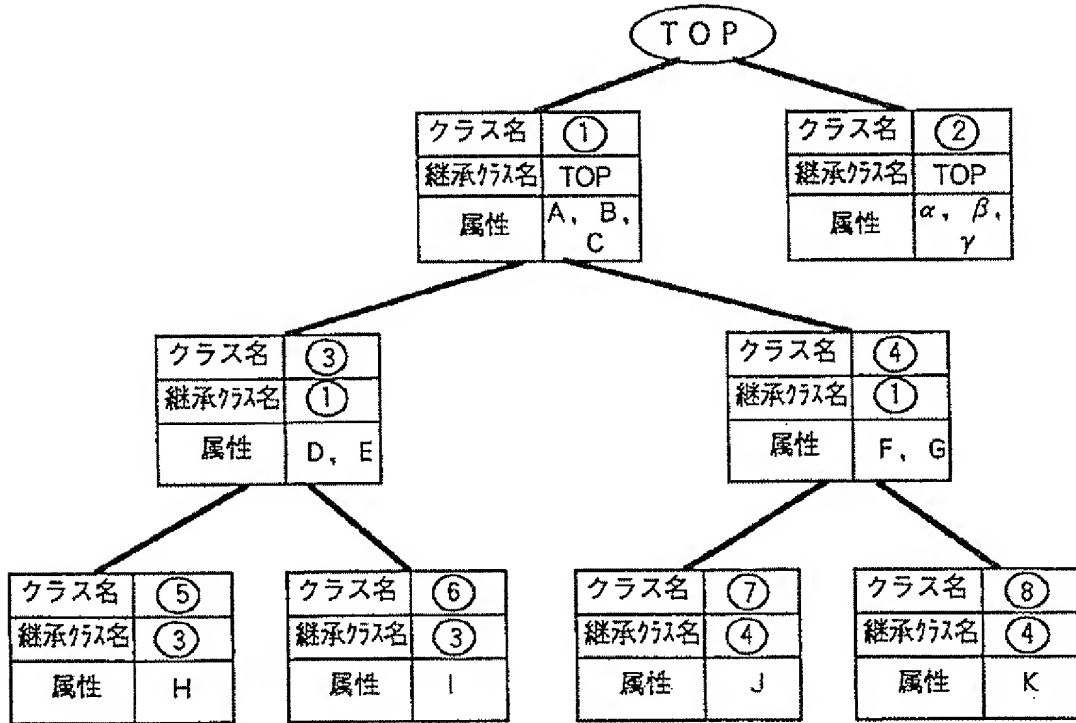 TOP
クラス名 ①
継承クラス名 TOP
属性 A, B,
C
クラス名 ②
継承クラス名 TOP
属性 α, β,
γ
クラス名 ③
継承クラス名 ①
属性 D, E
クラス名 ④
継承クラス名 ①
属性 F, G
クラス名 ⑤
継承クラス名 ③
属性 H
クラス名 ⑥
継承クラス名 ③
属性 I
クラス名 ⑦
継承クラス名 ④
属性 J
クラス名 ⑧
継承クラス名 ④
属性 K